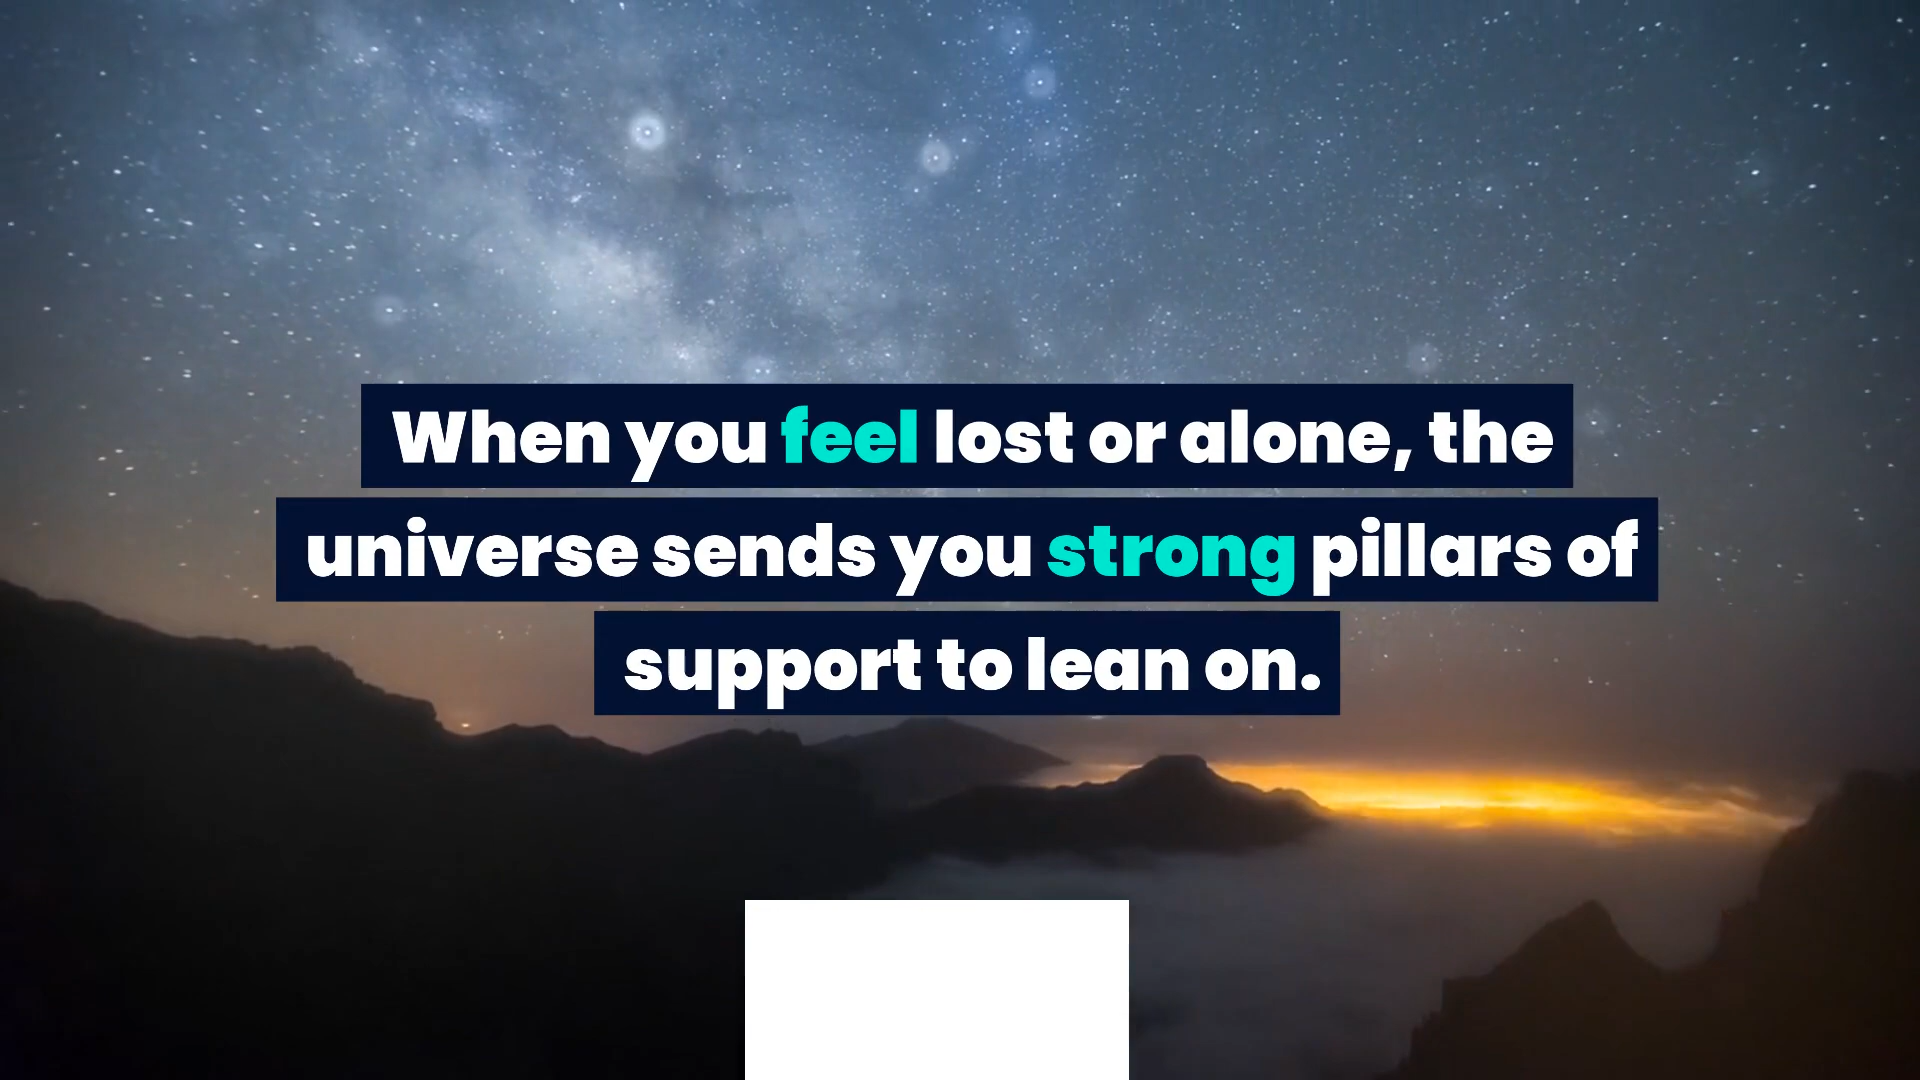 When you feel lost or alone, the
universe sends you strong pillars of
support to lean on.